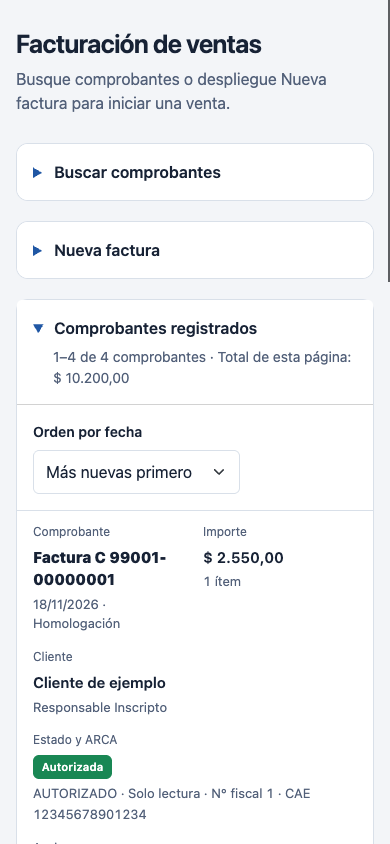 Facturación de ventas
Busque comprobantes o despliegue Nueva
factura para iniciar una venta.
Buscar comprobantes
Nueva factura
Comprobantes registrados
1–4 de 4 comprobantes · Total de esta página:
$ 10.200,00
Orden por fecha
Más nuevas primero
Comprobante
Factura C 99001-
00000001
18/11/2026 ·
Homologación
Importe
$ 2.550,00
1 ítem
Cliente
Cliente de ejemplo
Responsable Inscripto
Estado y ARCA
Autorizada
AUTORIZADO · Solo lectura · Nº fiscal 1 · CAE
12345678901234